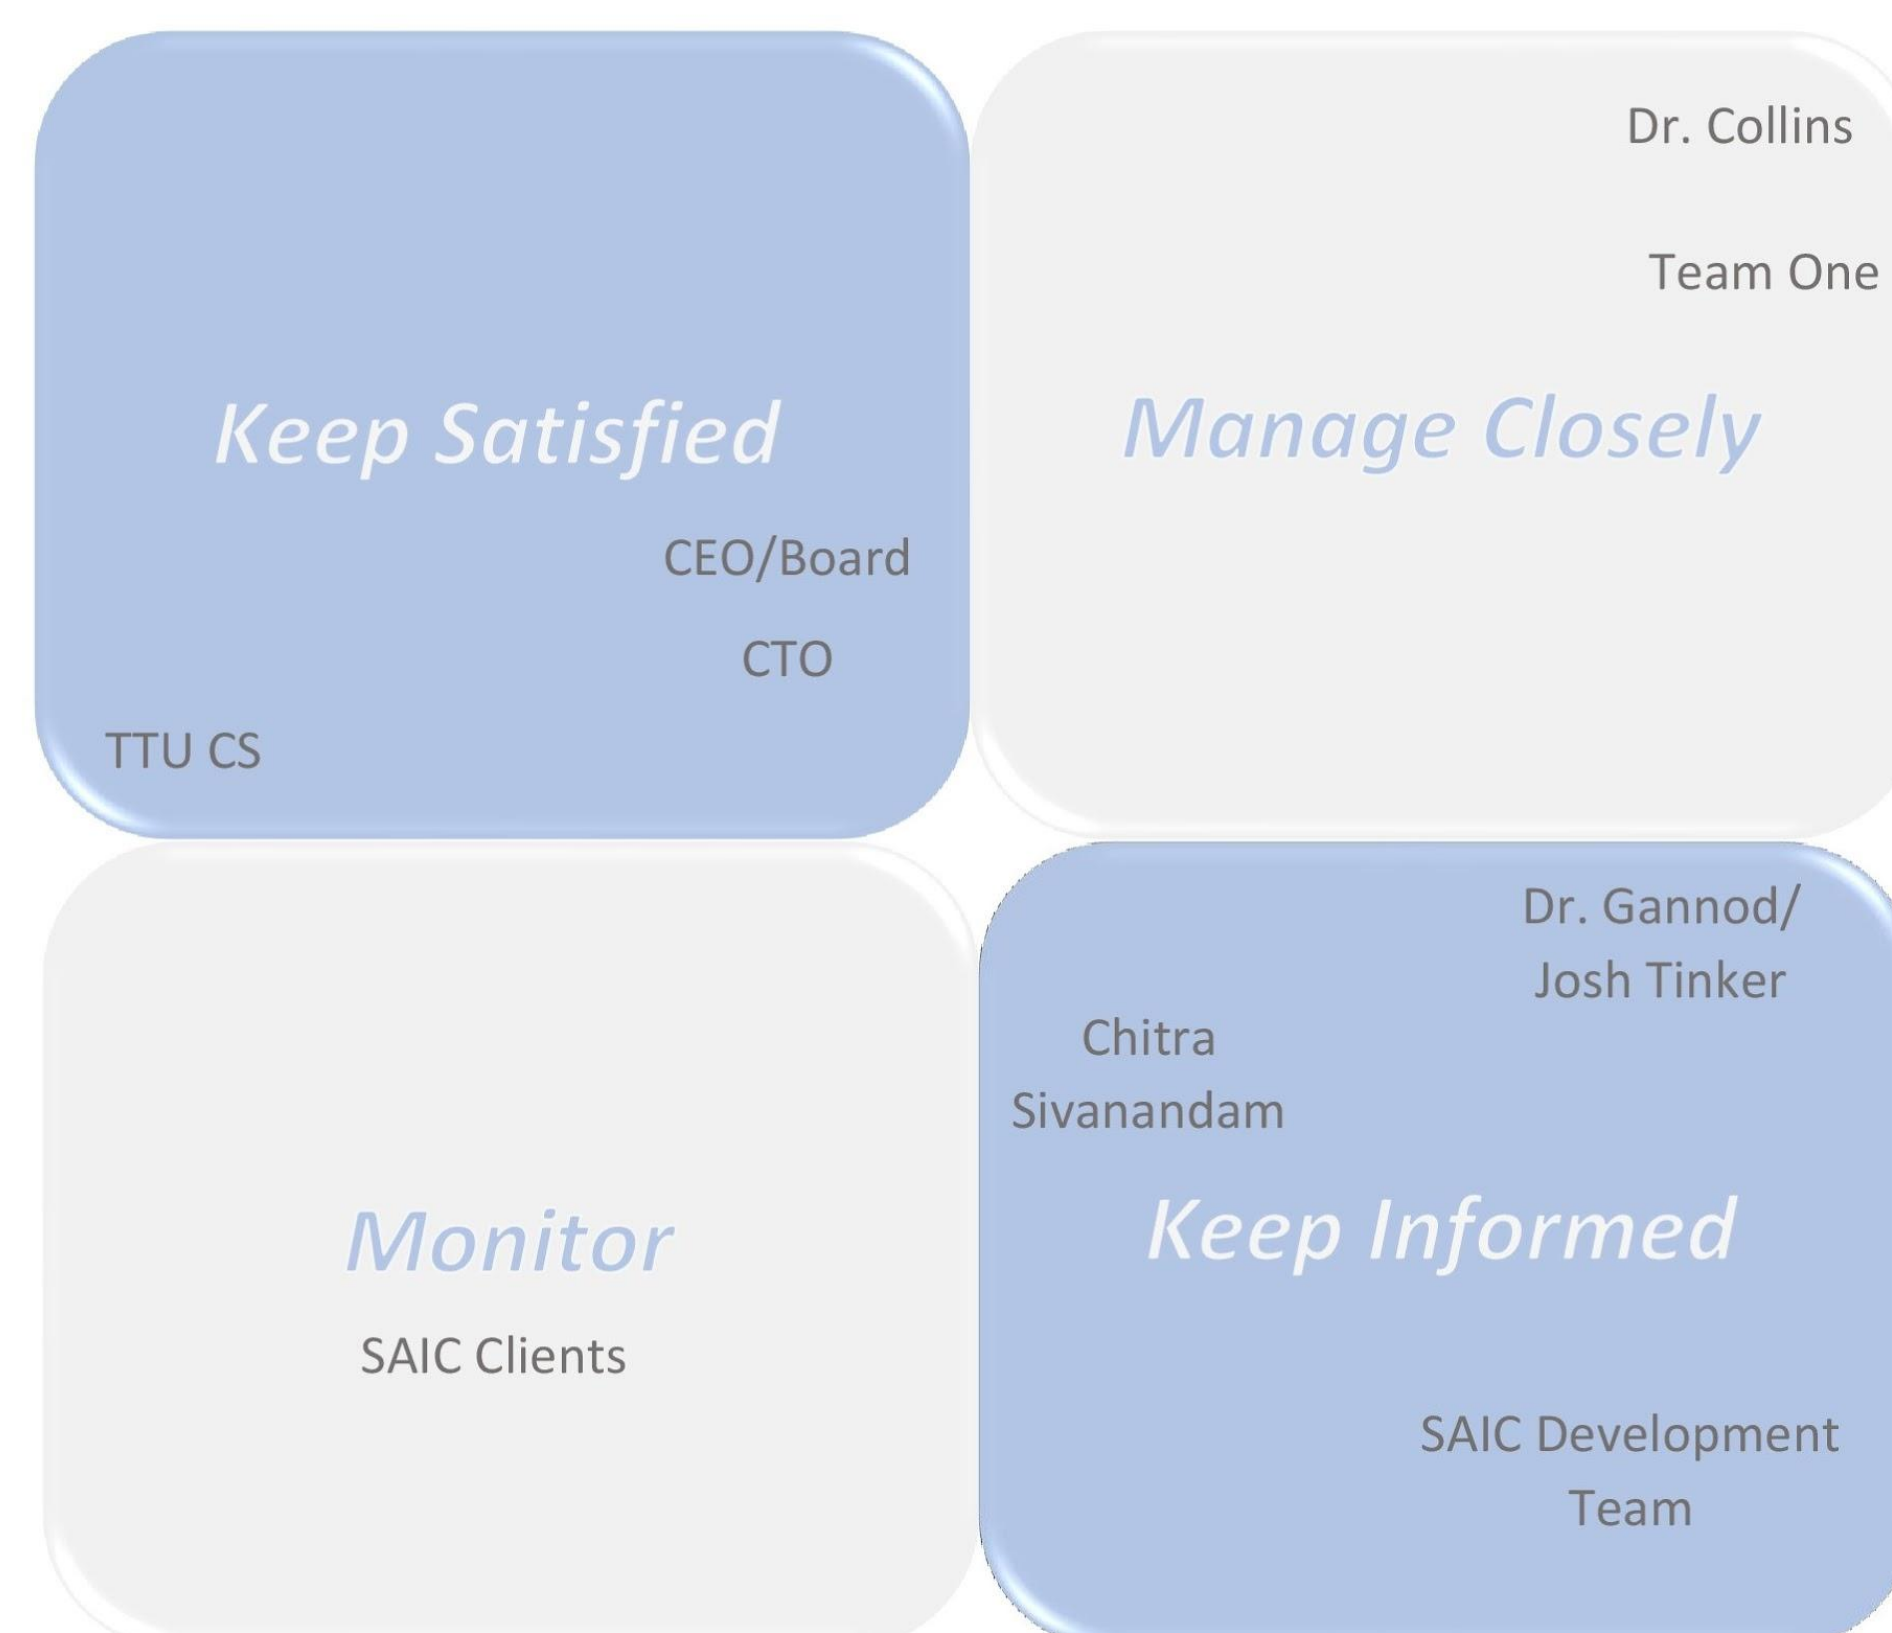 Keep Satisfied
CEO/Board
CTO
TTU CS
Dr. Collins
Team One
Manage Closely
Monitor
SAIC Clients
Dr. Gannod/
Josh Tinker
Chitra
Sivanandam
Keep Informed
SAIC Development
Team